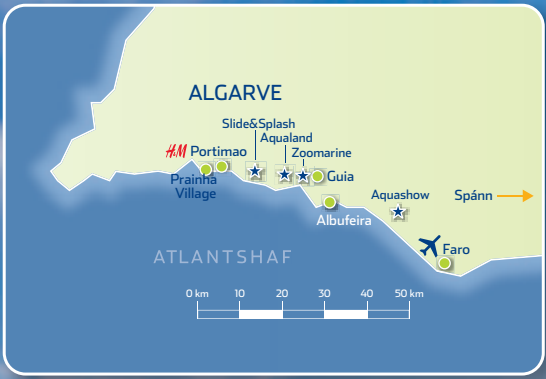 ALGARVE
Slide&Splash
Aqualand
H&M Portimao
Zoomarine
Prainha
Village
Guia
Albufeira
Aquashow
Spánn
Faro
ATLANTSHAF
0 km 10 20 30 40 50 km